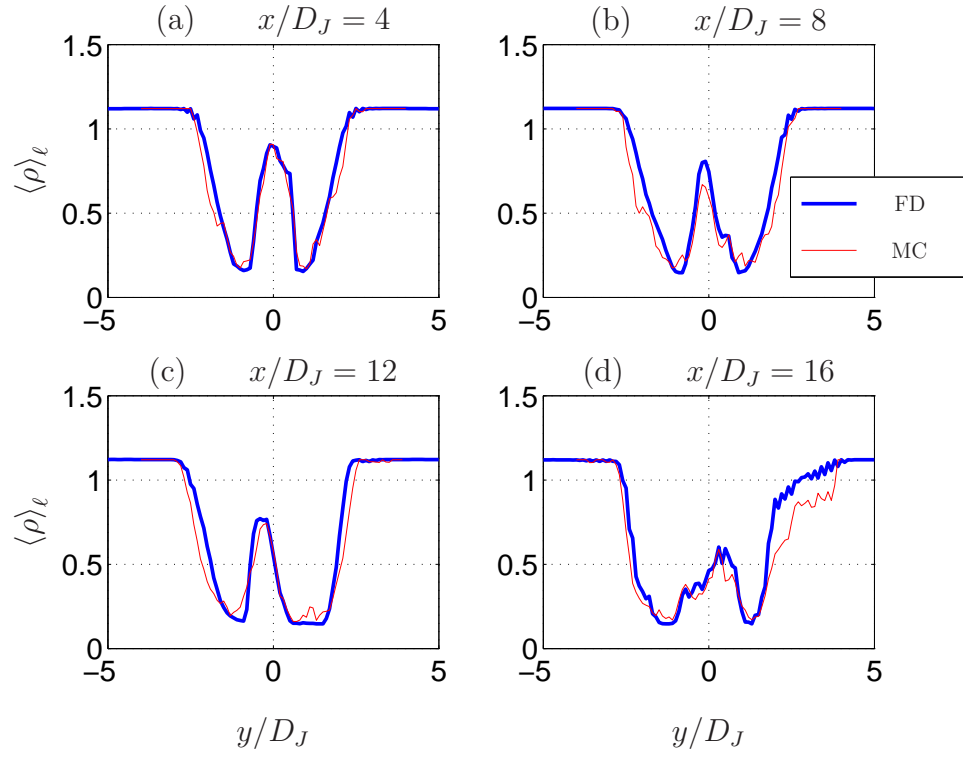 (a) x/D_J = 4
(b) x/D_J = 8
1.5
1
0.5
0
−5 0 5
⟨ρ⟩_ℓ
1.5
1
0.5
0
−5 0 5
FD
MC
(c) x/D_J = 12
(d) x/D_J = 16
1.5
1
0.5
0
−5 0 5
⟨ρ⟩_ℓ
y/D_J
1.5
1
0.5
0
−5 0 5
y/D_J